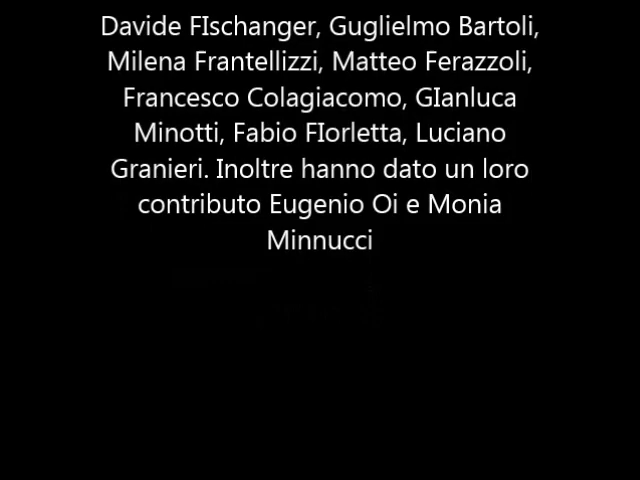 Davide FIschanger, Guglielmo Bartoli,
Milena Frantellizzi, Matteo Ferazzoli,
Francesco Colagiacomo, GIanluca
Minotti, Fabio FIorletta, Luciano
Granieri. Inoltre hanno dato un loro
contributo Eugenio Oi e Monia
Minnucci